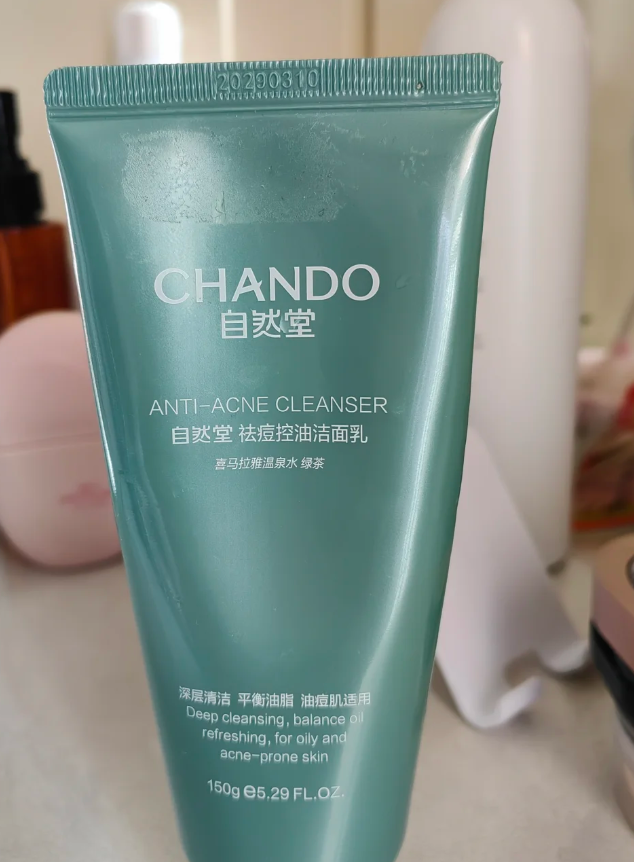 20290310
CHANDO
自然堂
ANTI-ACNE CLEANSER
自然堂 祛痘控油洁面乳
喜马拉雅温泉水 绿茶
深层清洁 平衡油脂 油痘肌适用
Deep cleansing, balance oil
refreshing, for oily and
acne-prone skin
150g ℮5.29 FL.OZ.